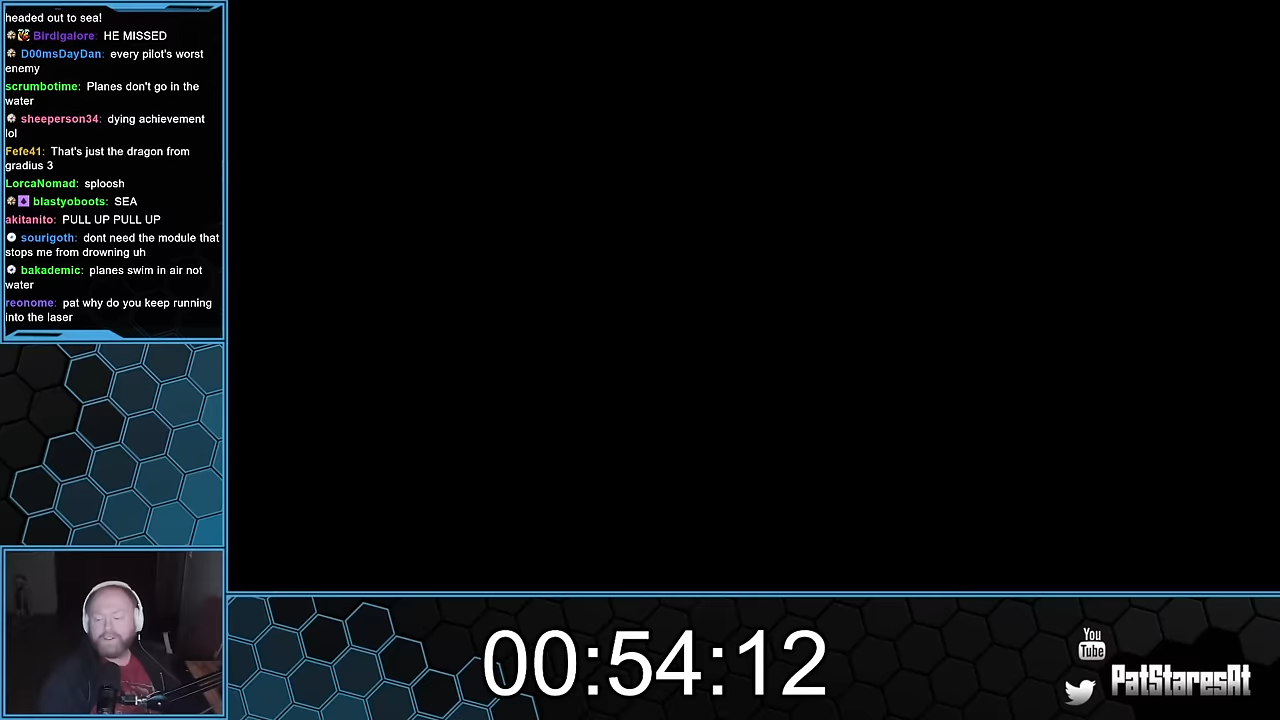 headed out to sea!
Birdlgalore: HE MISSED
D00msDayDan: every pilot's worst
enemy
scrumbotime: Planes don't go in the
water
sheeperson34: dying achievement
lol
Fefe41: That's just the dragon from
gradius 3
LorcaNomad: sploosh
blastyoboots: SEA
akitanito: PULL UP PULL UP
sourigoth: dont need the module that
stops me from drowning uh
bakademic: planes swim in air not
water
reonome: pat why do you keep running
into the laser
00:54:12
You
Tube
PatStaresAt